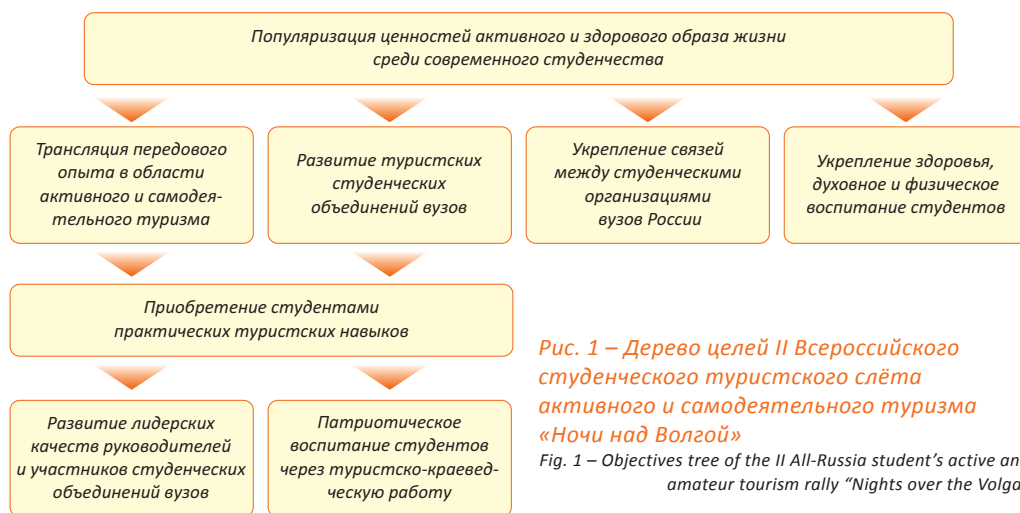 Популяризация ценностей активного и здорового образа жизни
среди современного студенчества
Трансляция передового
опыта в области
активного и самодея-
тельного туризма
Развитие туристских
студенческих
объединений вузов
Укрепление связей
между студенческими
организациями
вузов России
Укрепление здоровья,
духовное и физическое
воспитание студентов
Приобретение студентами
практических туристских навыков
Развитие лидерских
качеств руководителей
и участников студенческих
объединений вузов
Патриотическое
воспитание студентов
через туристско-краевед-
ческую работу
Рис. 1 – Дерево целей II Всероссийского
студенческого туристского слёта
активного и самодеятельного туризма
«Ночи над Волгой»
Fig. 1 – Objectives tree of the II All-Russia student’s active an
amateur tourism rally “Nights over the Volga